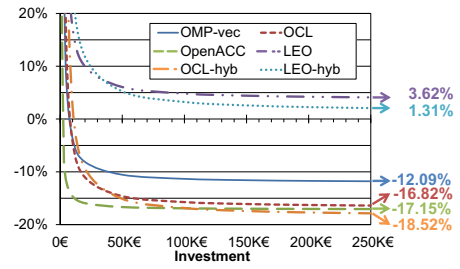 20%
OMP-vec
OCL
OpenACC
LEO
OCL-hyb
LEO-hyb
10%
3.62%
1.31%
0%
-10%
-12.09%
-16.82%
-17.15%
-18.52%
-20%
0€ 50K€ 100K€ 150K€ 200K€ 250K€
Investment